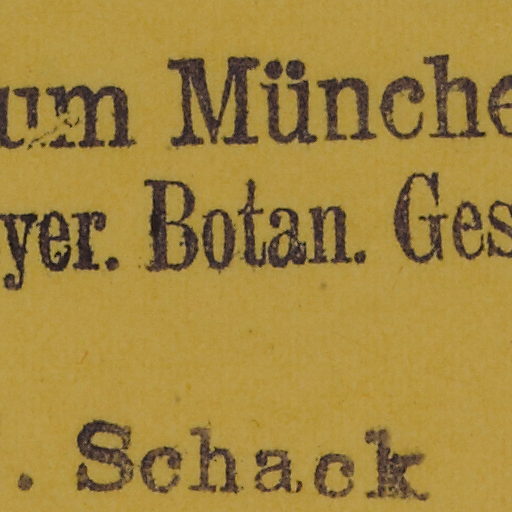 um Münche
yer. Botan. Ges
. Schack